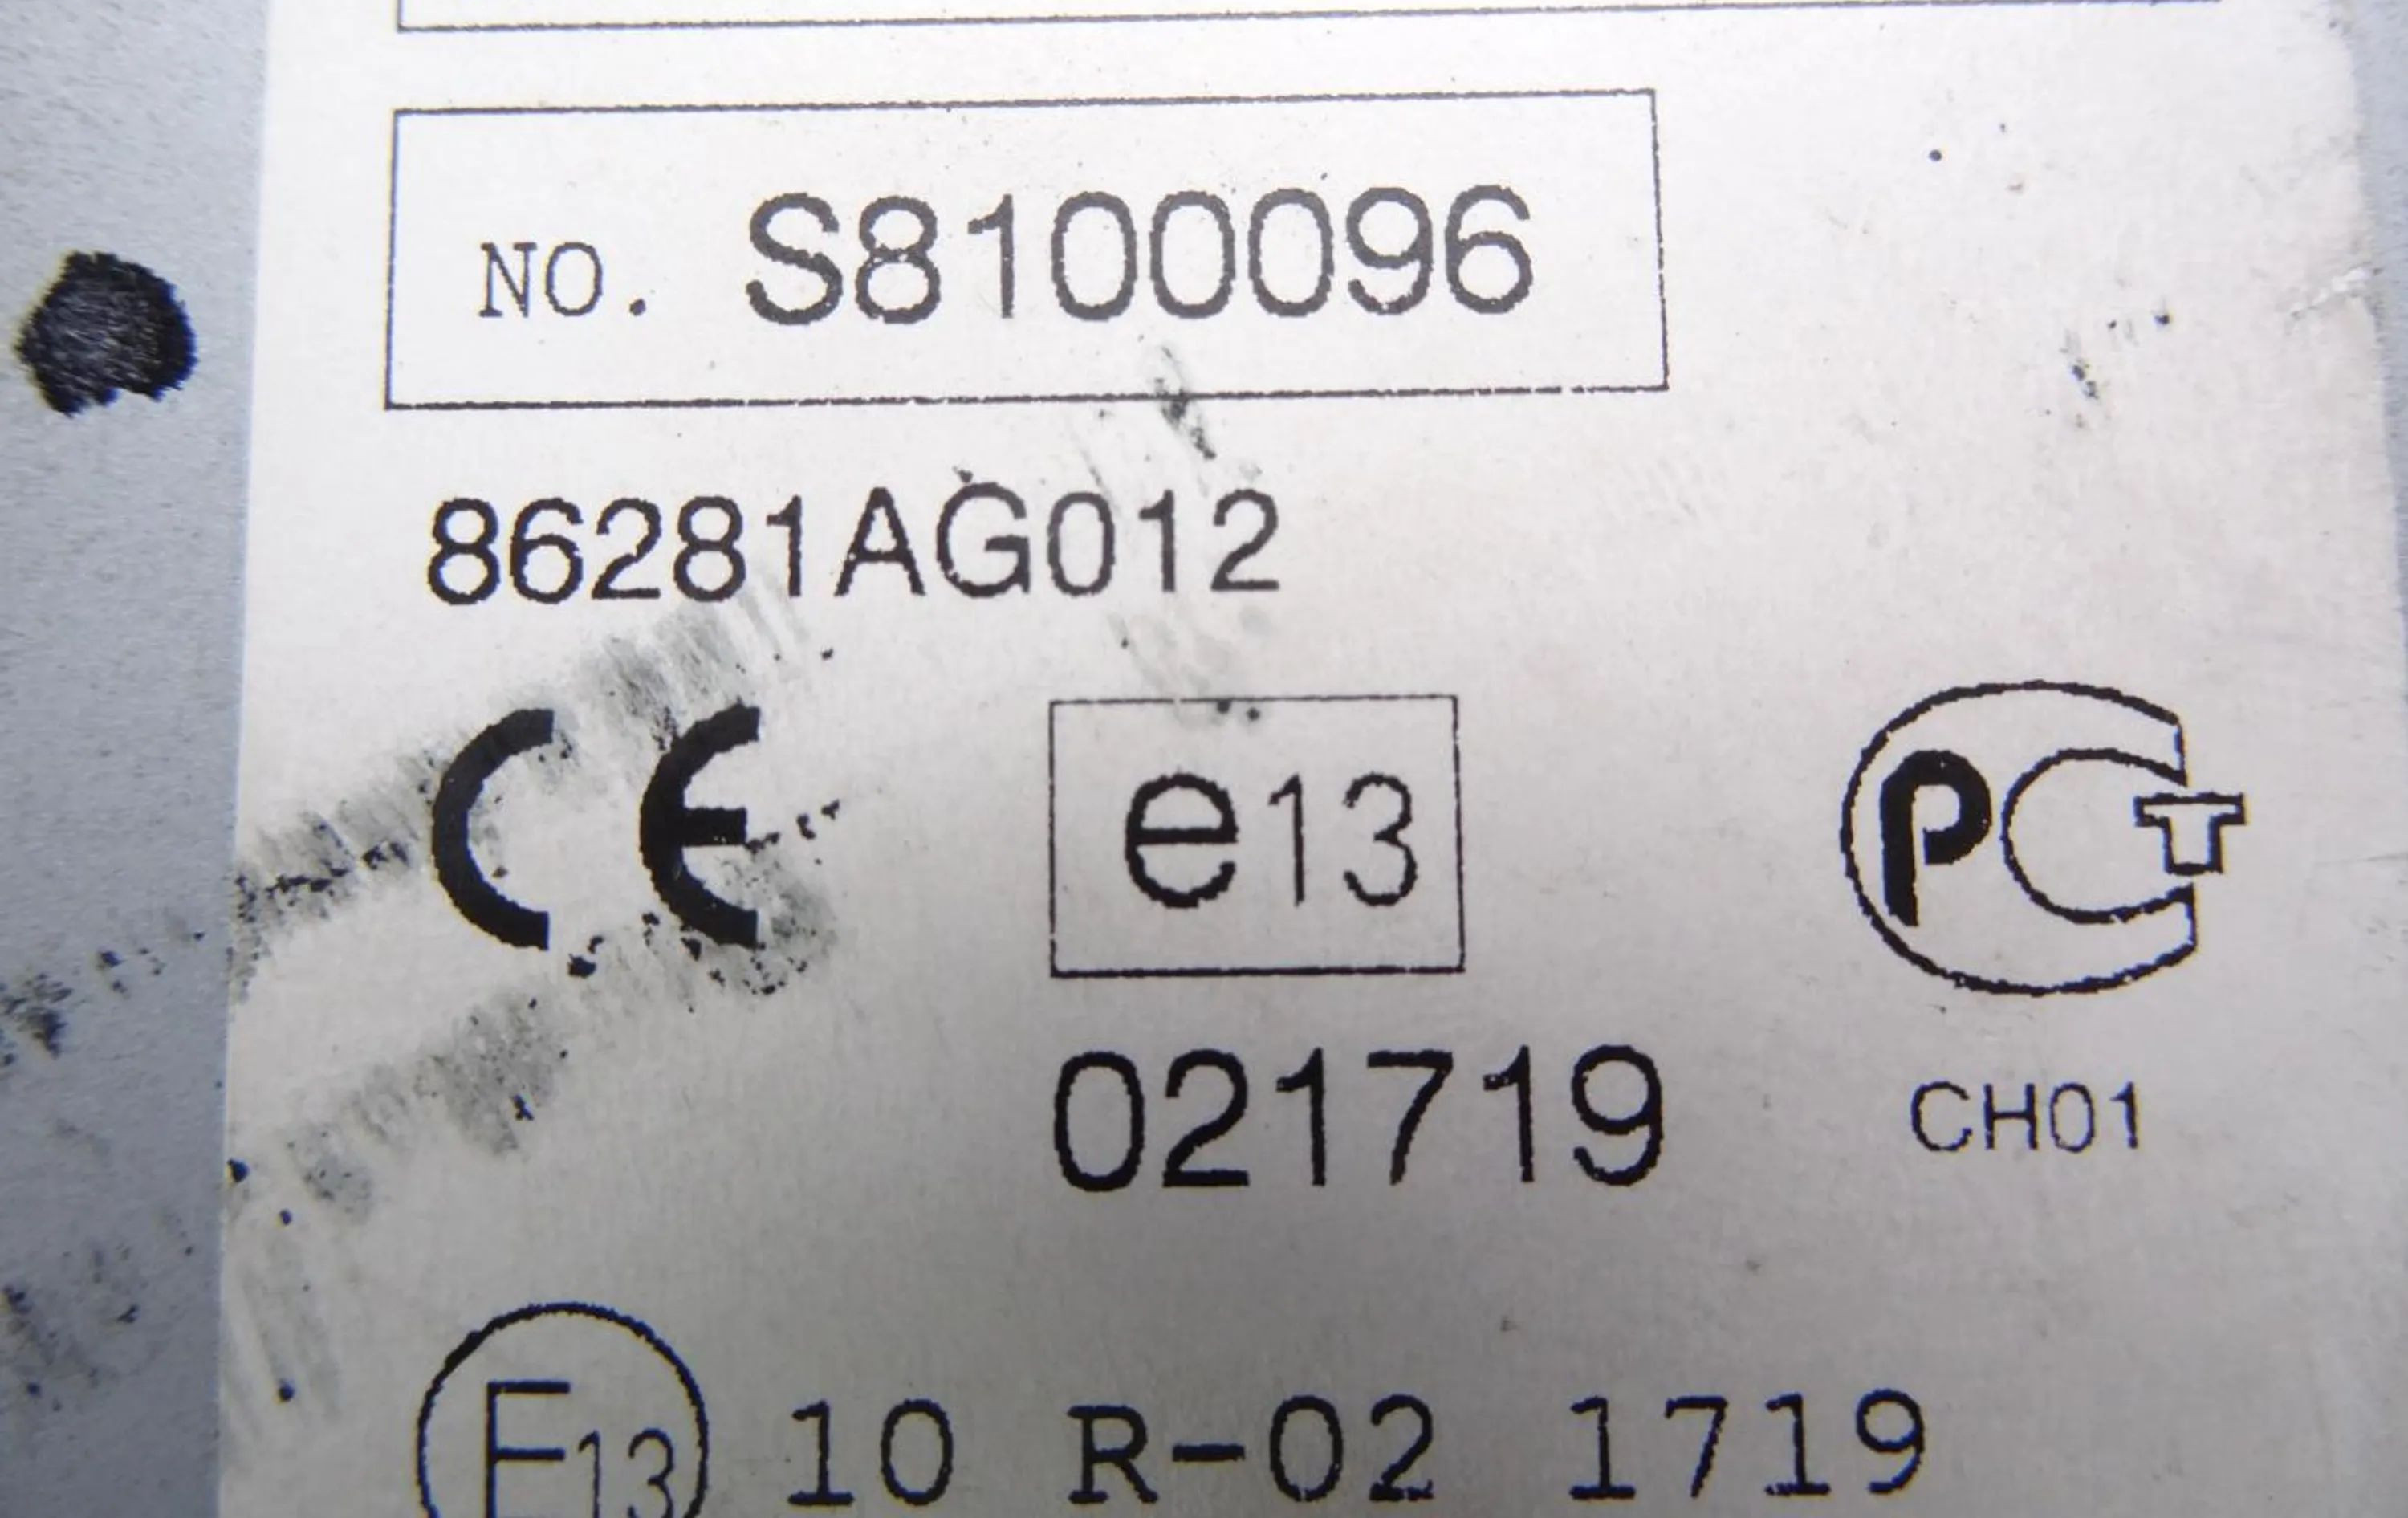 NO. S8100096
86281AG012
CE e13 PCT
021719 CH01
E13 10 R-02 1719